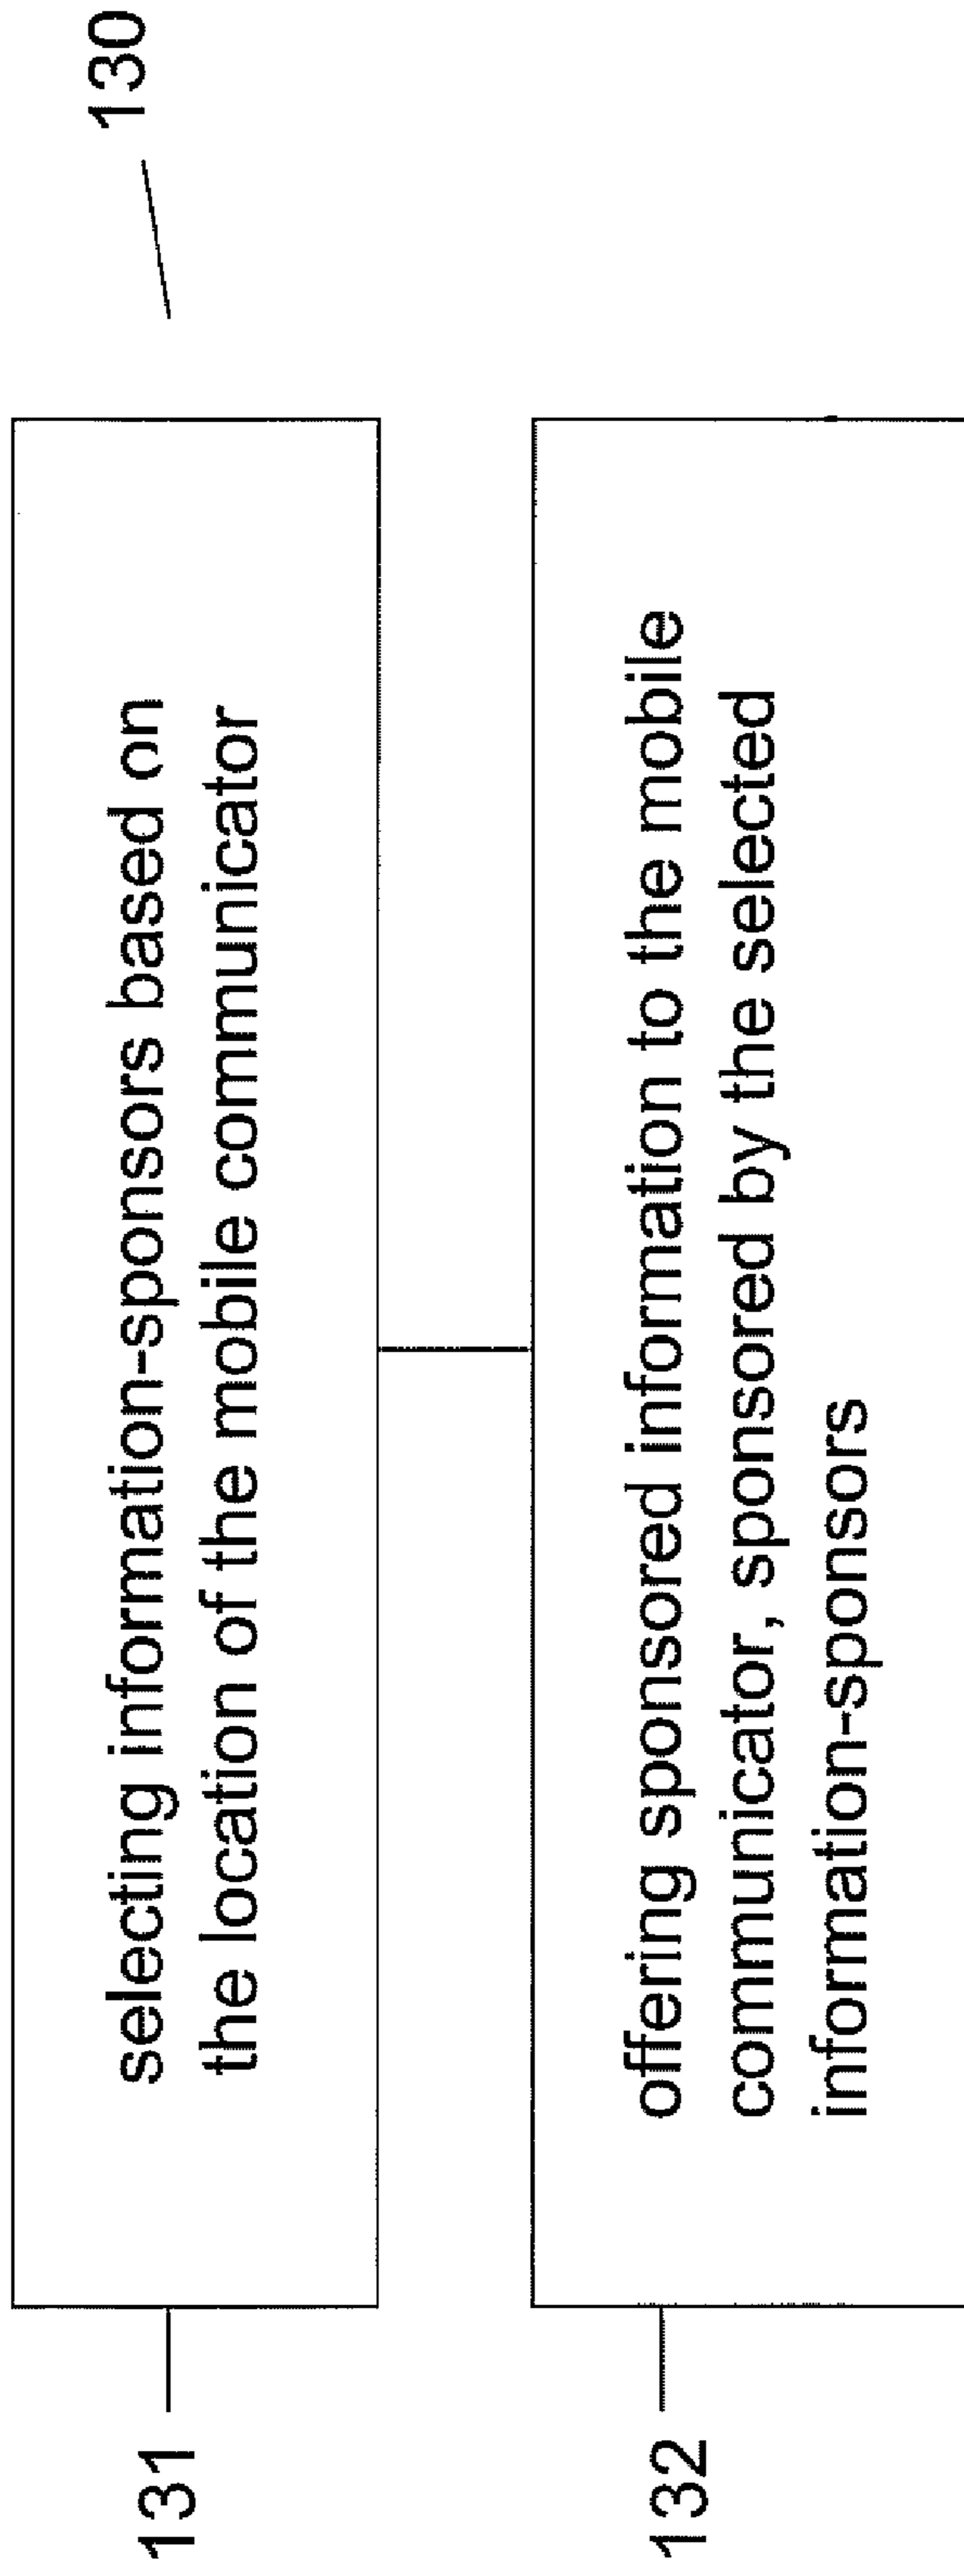 130
131
selecting information-sponsors based on
the location of the mobile communicator
132
offering sponsored information to the mobile
communicator, sponsored by the selected
information-sponsors